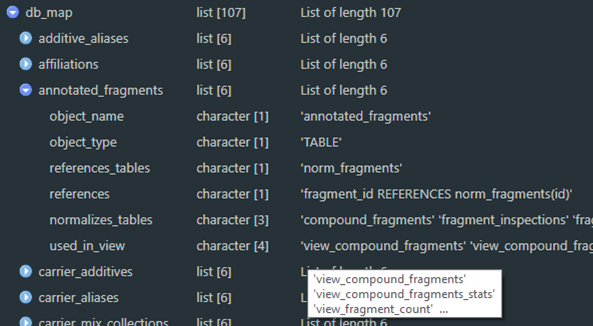 db_map list [107] List of length 107
additive_aliases list [6] List of length 6
affiliations list [6] List of length 6
annotated_fragments list [6] List of length 6
object_name character [1] 'annotated_fragments'
object_type character [1] 'TABLE'
references_tables character [1] 'norm_fragments'
references character [1] 'fragment_id REFERENCES norm_fragments(id)'
normalizes_tables character [3] 'compound_fragments' 'fragment_inspections' 'frag
used_in_view character [4] 'view_compound_fragments' 'view_compound_frag
carrier_additives list [6] List of length 6
'view_compound_fragments'
carrier_aliases list [6]
'view_compound_fragments_stats'
'view_fragment_count' ...
carrier_mix_collections list [6] List of length 6